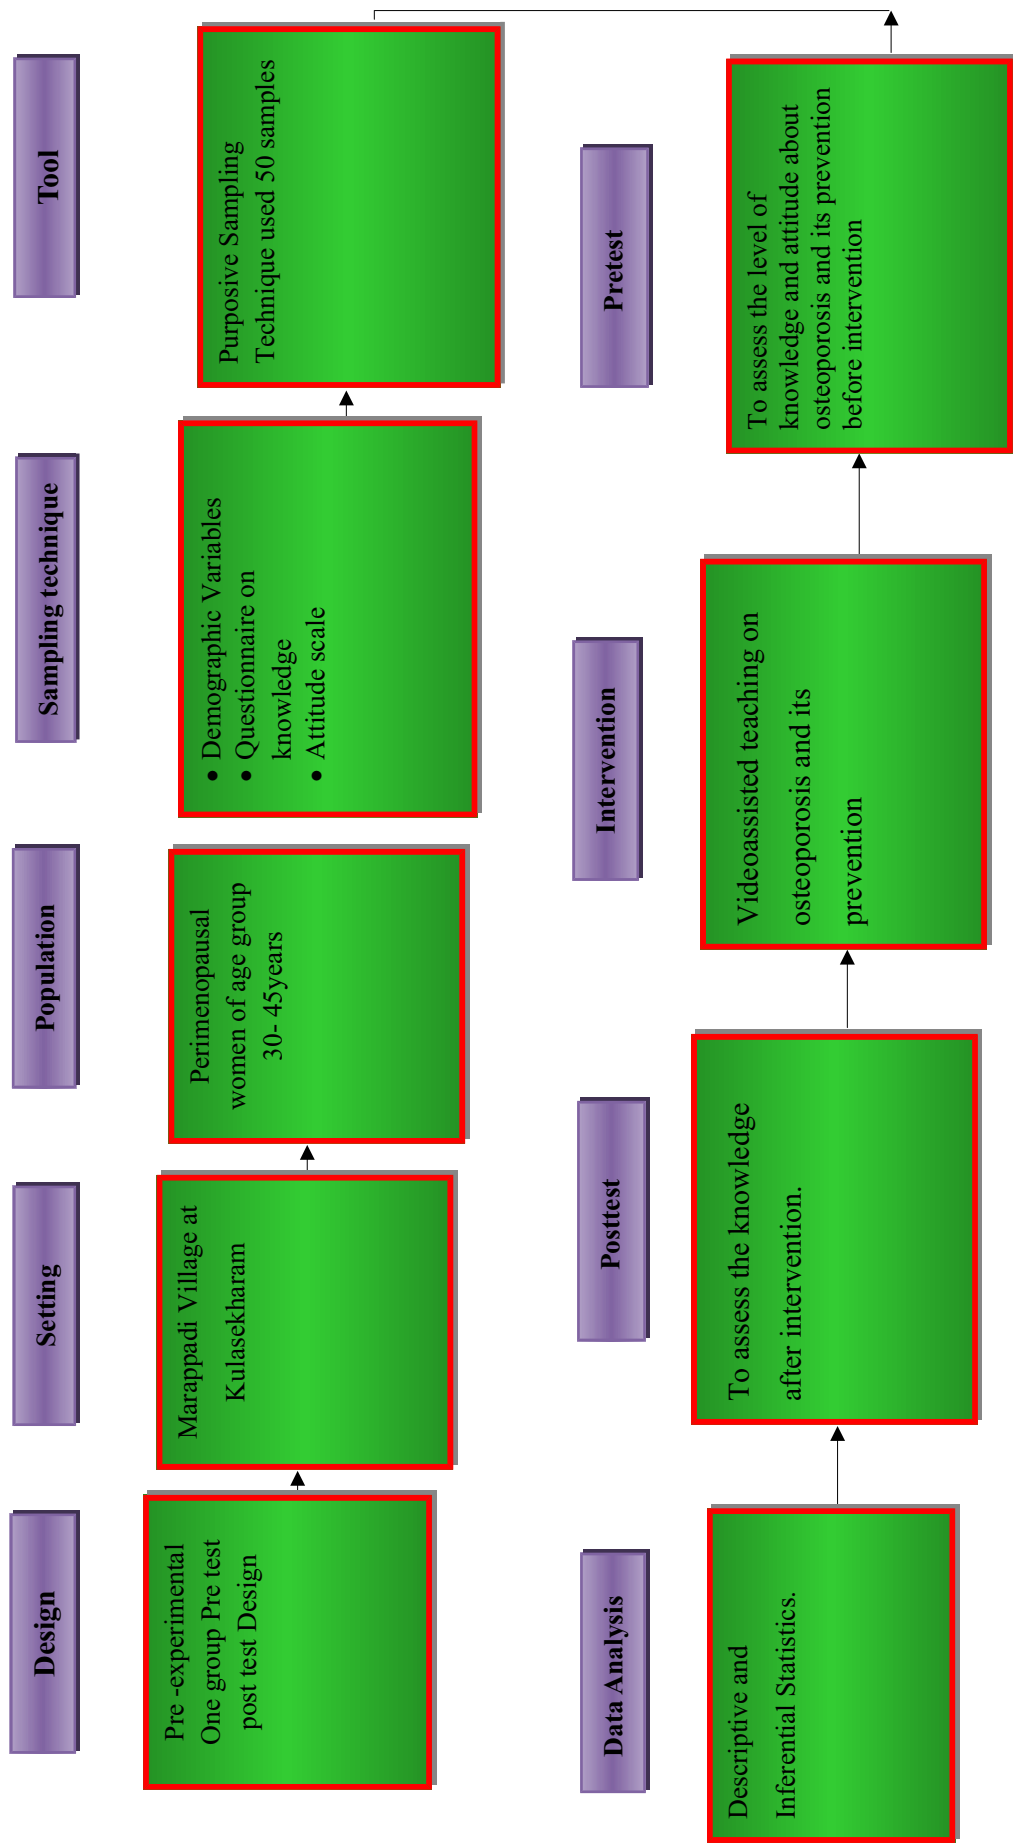 Design
Setting
Population
Sampling technique
Tool
Pre -experimental
One group Pre test
post test Design
Marappadi Village at
Kulasekharam
Perimenopausal
women of age group
30- 45years
• Demographic Variables
• Questionnaire on
knowledge
• Attitude scale
Purposive Sampling
Technique used 50 samples
Data Analysis
Posttest
Intervention
Pretest
Descriptive and
Inferential Statistics.
To assess the knowledge
after intervention.
Videoassisted teaching on
osteoporosis and its
prevention
To assess the level of
knowledge and attitude about
osteoporosis and its prevention
before intervention